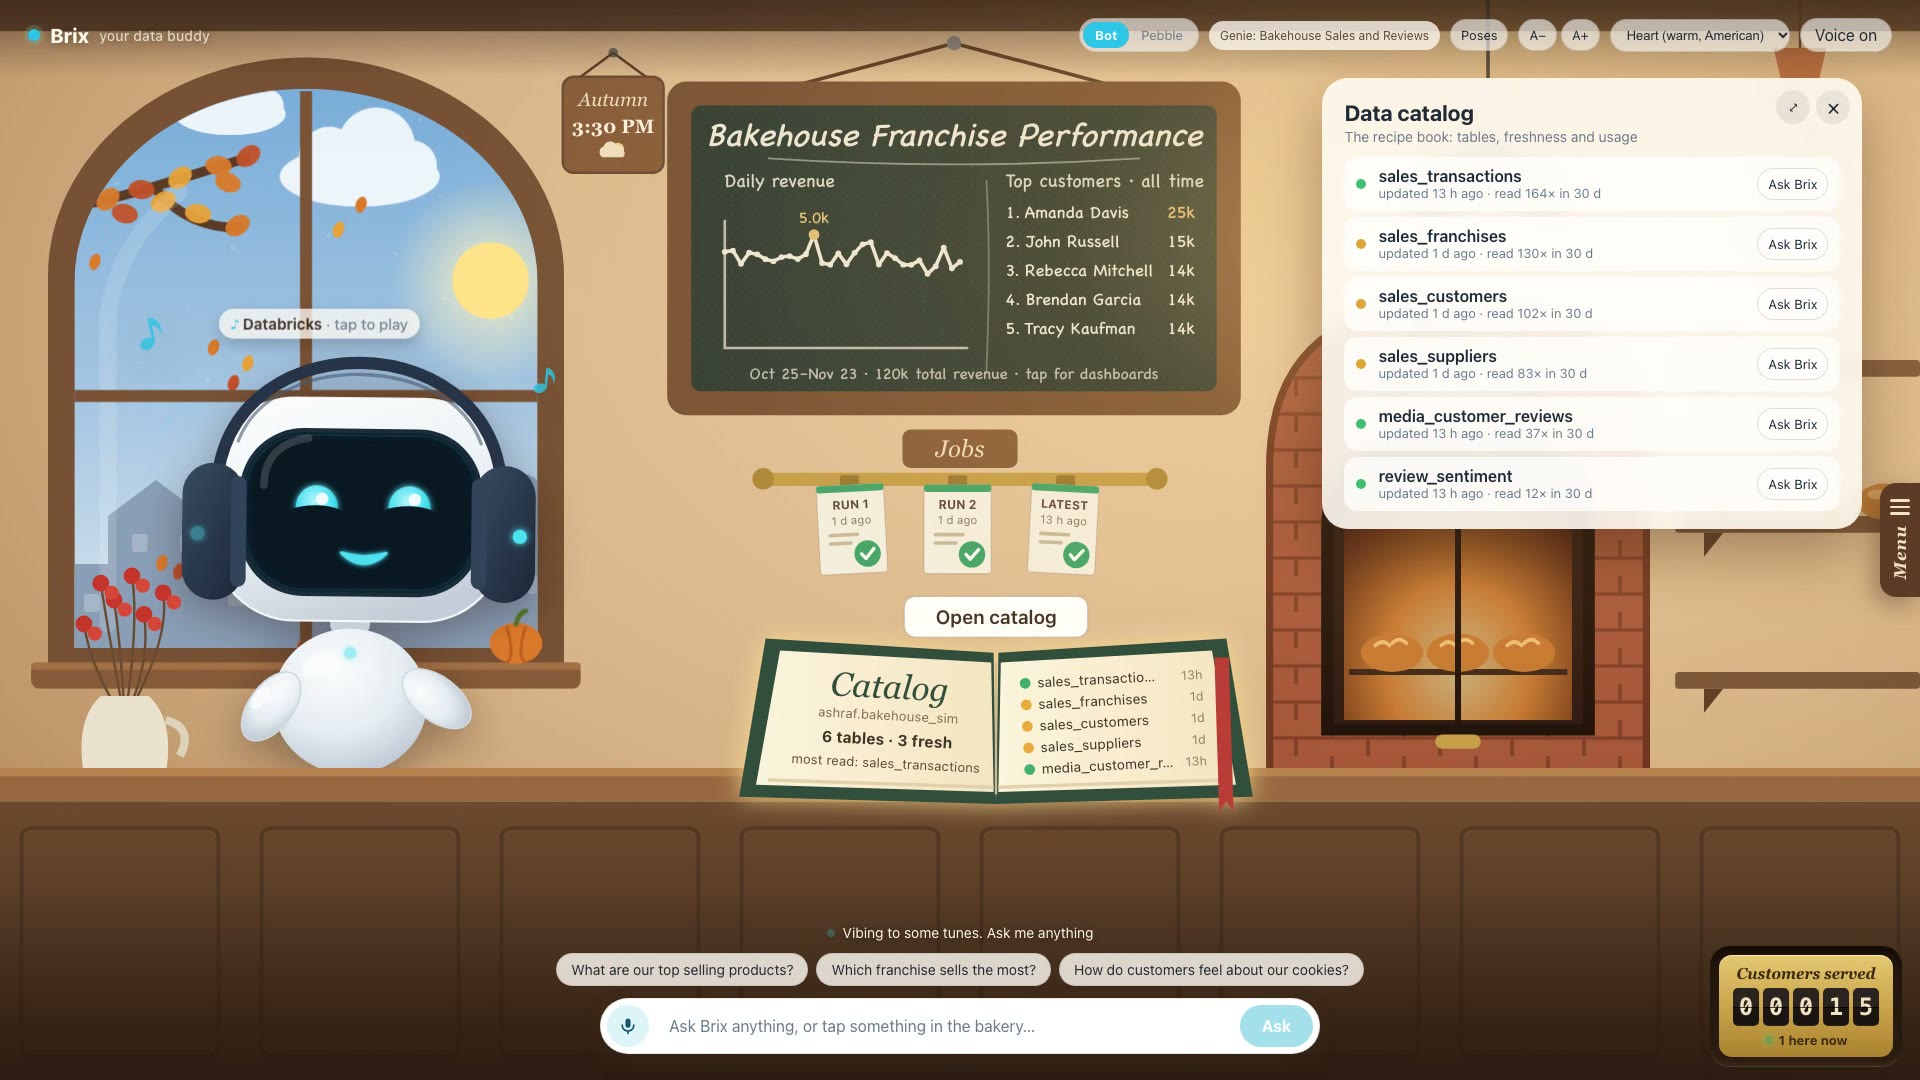 Brix your data buddy
Bot Pebble
Genie: Bakehouse Sales and Reviews
Poses
A− A+
Heart (warm, American)
Voice on
Autumn
3:30 PM
Bakehouse Franchise Performance
Daily revenue
5.0k
Top customers · all time
1. Amanda Davis 25k
2. John Russell 15k
3. Rebecca Mitchell 14k
4. Brendan Garcia 14k
5. Tracy Kaufman 14k
Oct 25–Nov 23 · 120k total revenue · tap for dashboards
Data catalog
The recipe book: tables, freshness and usage
sales_transactions
updated 13 h ago · read 164× in 30 d
Ask Brix
sales_franchises
updated 1 d ago · read 130× in 30 d
Ask Brix
sales_customers
updated 1 d ago · read 102× in 30 d
Ask Brix
sales_suppliers
updated 1 d ago · read 83× in 30 d
Ask Brix
media_customer_reviews
updated 13 h ago · read 37× in 30 d
Ask Brix
review_sentiment
updated 13 h ago · read 12× in 30 d
Ask Brix
Menu
♪ Databricks · tap to play
Jobs
RUN 1
1 d ago
RUN 2
1 d ago
LATEST
13 h ago
Open catalog
Catalog
ashraf.bakehouse_sim
6 tables · 3 fresh
most read: sales_transactions
sales_transactio... 13h
sales_franchises 1d
sales_customers 1d
sales_suppliers 1d
media_customer_r... 13h
Vibing to some tunes. Ask me anything
What are our top selling products?
Which franchise sells the most?
How do customers feel about our cookies?
Ask Brix anything, or tap something in the bakery...
Ask
Customers served
0 0 0 1 5
1 here now